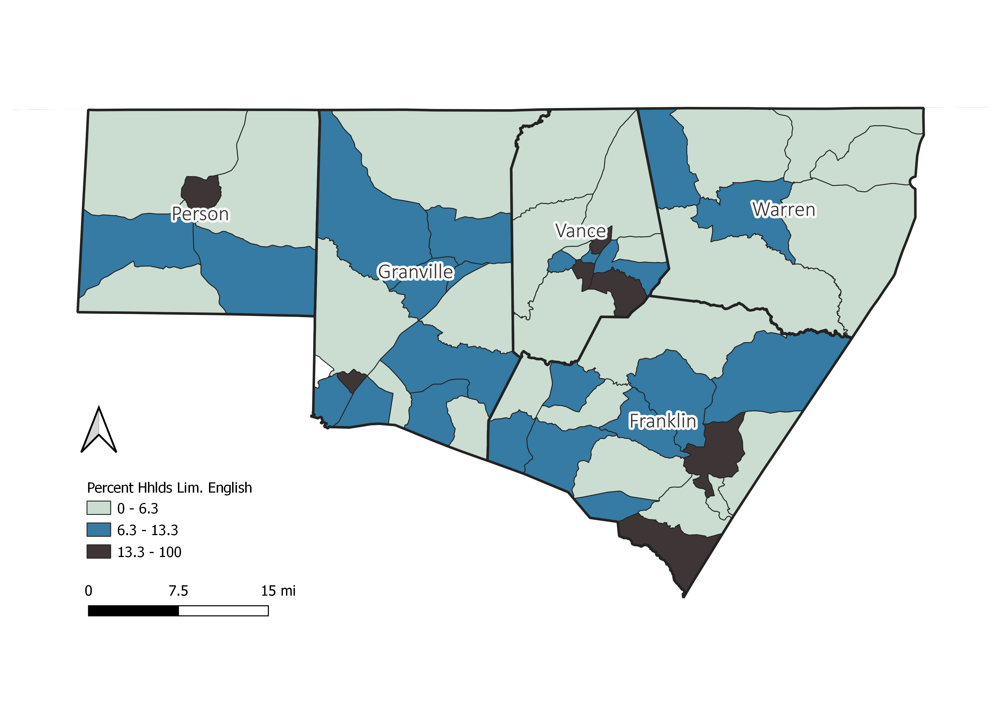 Person
Warren
Vance
Granville
Franklin
Percent Hhlds Lim. English
0 - 6.3
6.3 - 13.3
13.3 - 100
0 7.5 15 mi